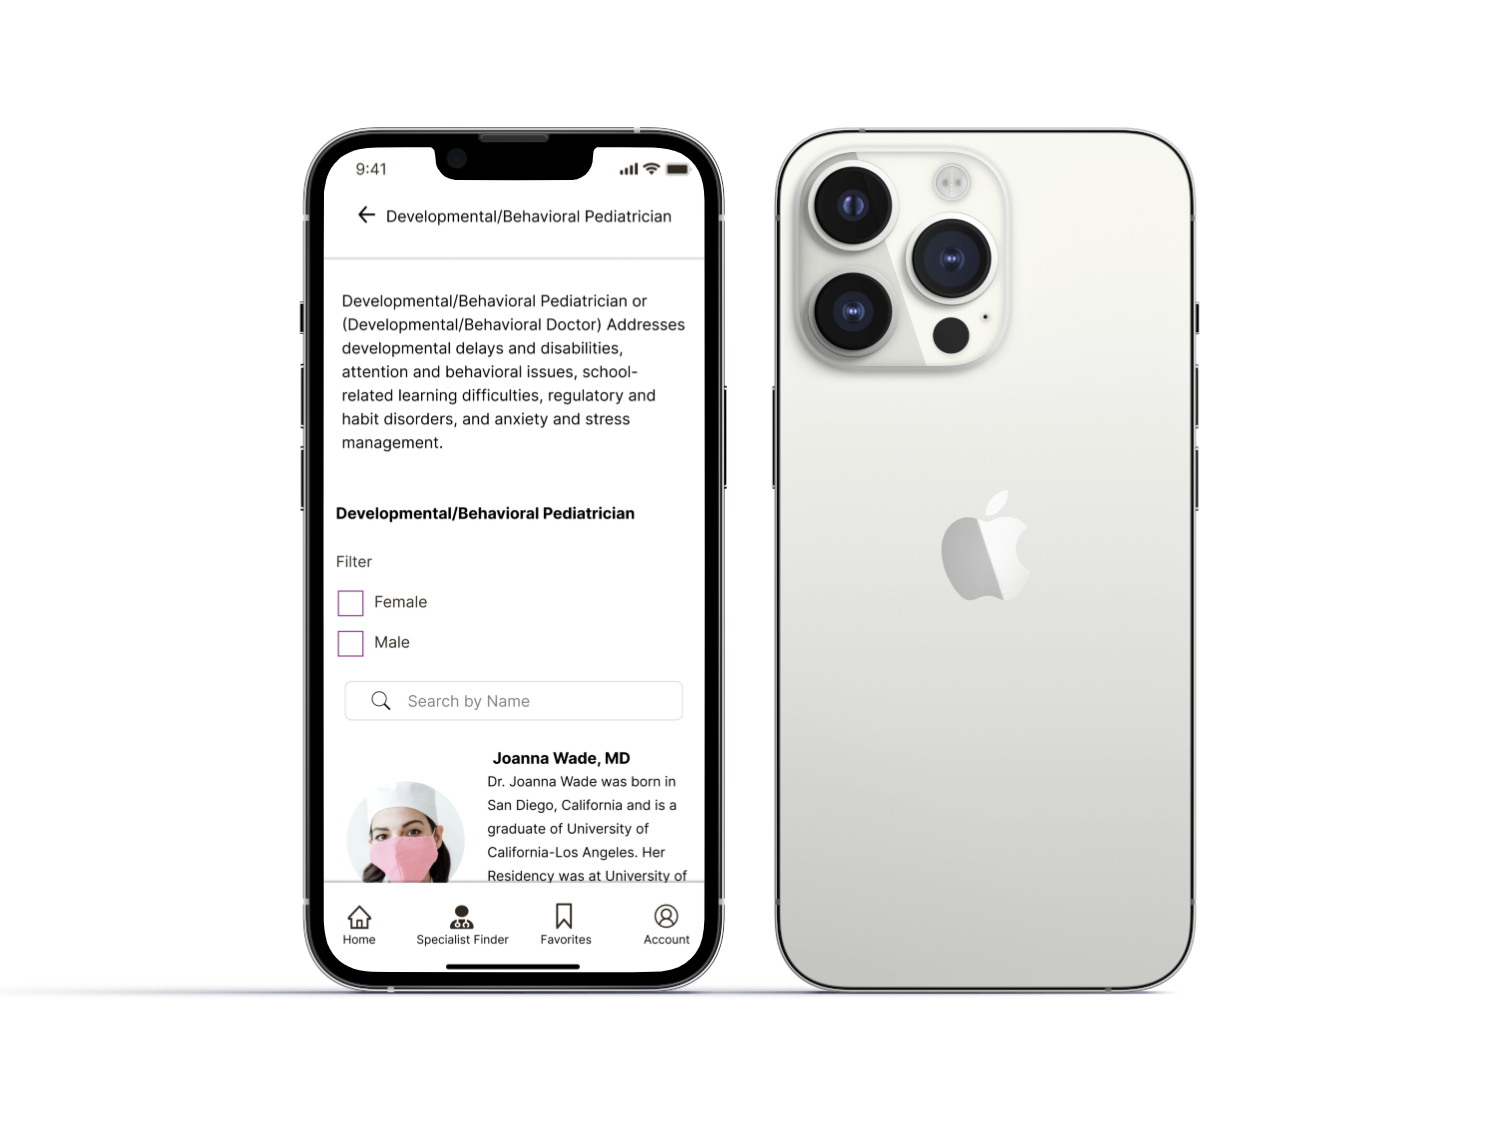 9:41
Developmental/Behavioral Pediatrician
Developmental/Behavioral Pediatrician or
(Developmental/Behavioral Doctor) Addresses
developmental delays and disabilities,
attention and behavioral issues, school-
related learning difficulties, regulatory and
habit disorders, and anxiety and stress
management.
Developmental/Behavioral Pediatrician
Filter
Female
Male
Search by Name
Joanna Wade, MD
Dr. Joanna Wade was born in
San Diego, California and is a
graduate of University of
California-Los Angeles. Her
Residency was at University of
Home
Specialist Finder
Favorites
Account